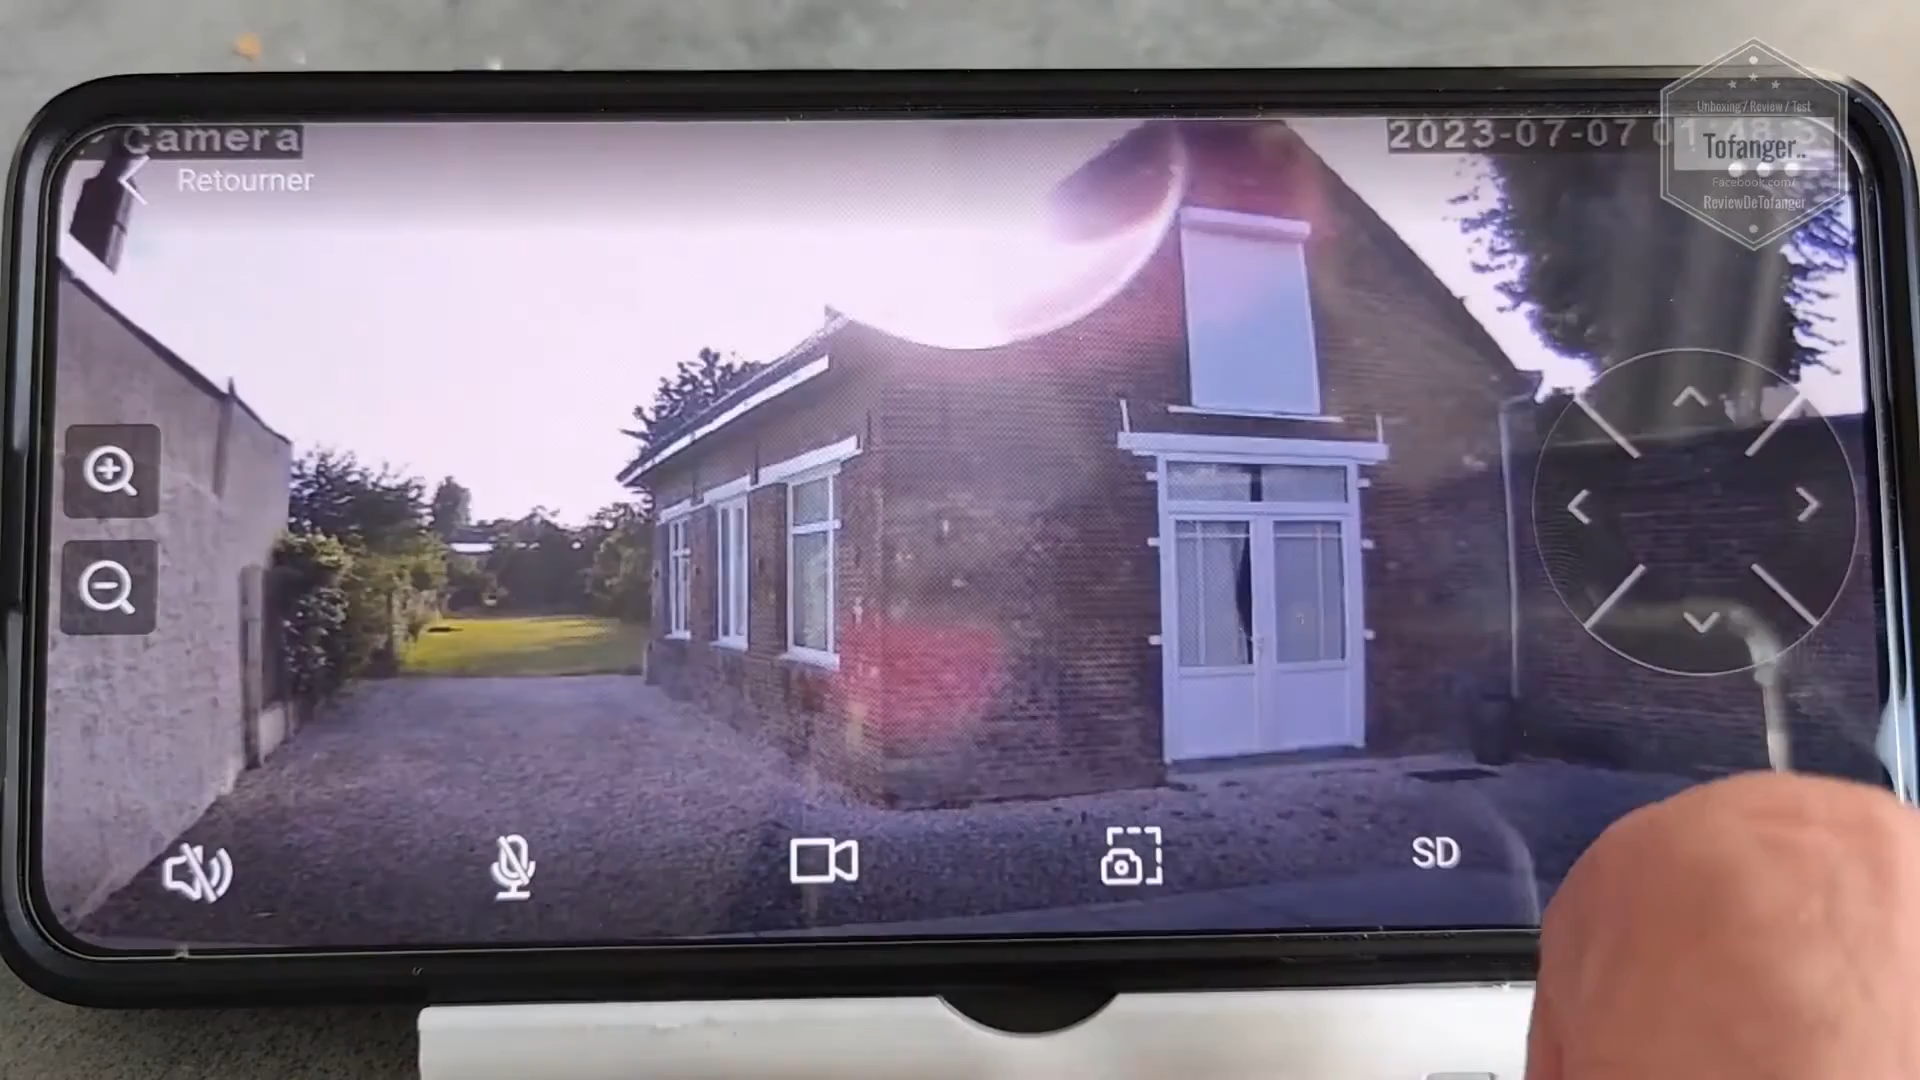 Camera
2023-07-07
Retourner
SD
Unboxing / Review / Test
Tofanger..
Facebook.com/
ReviewDeTofanger